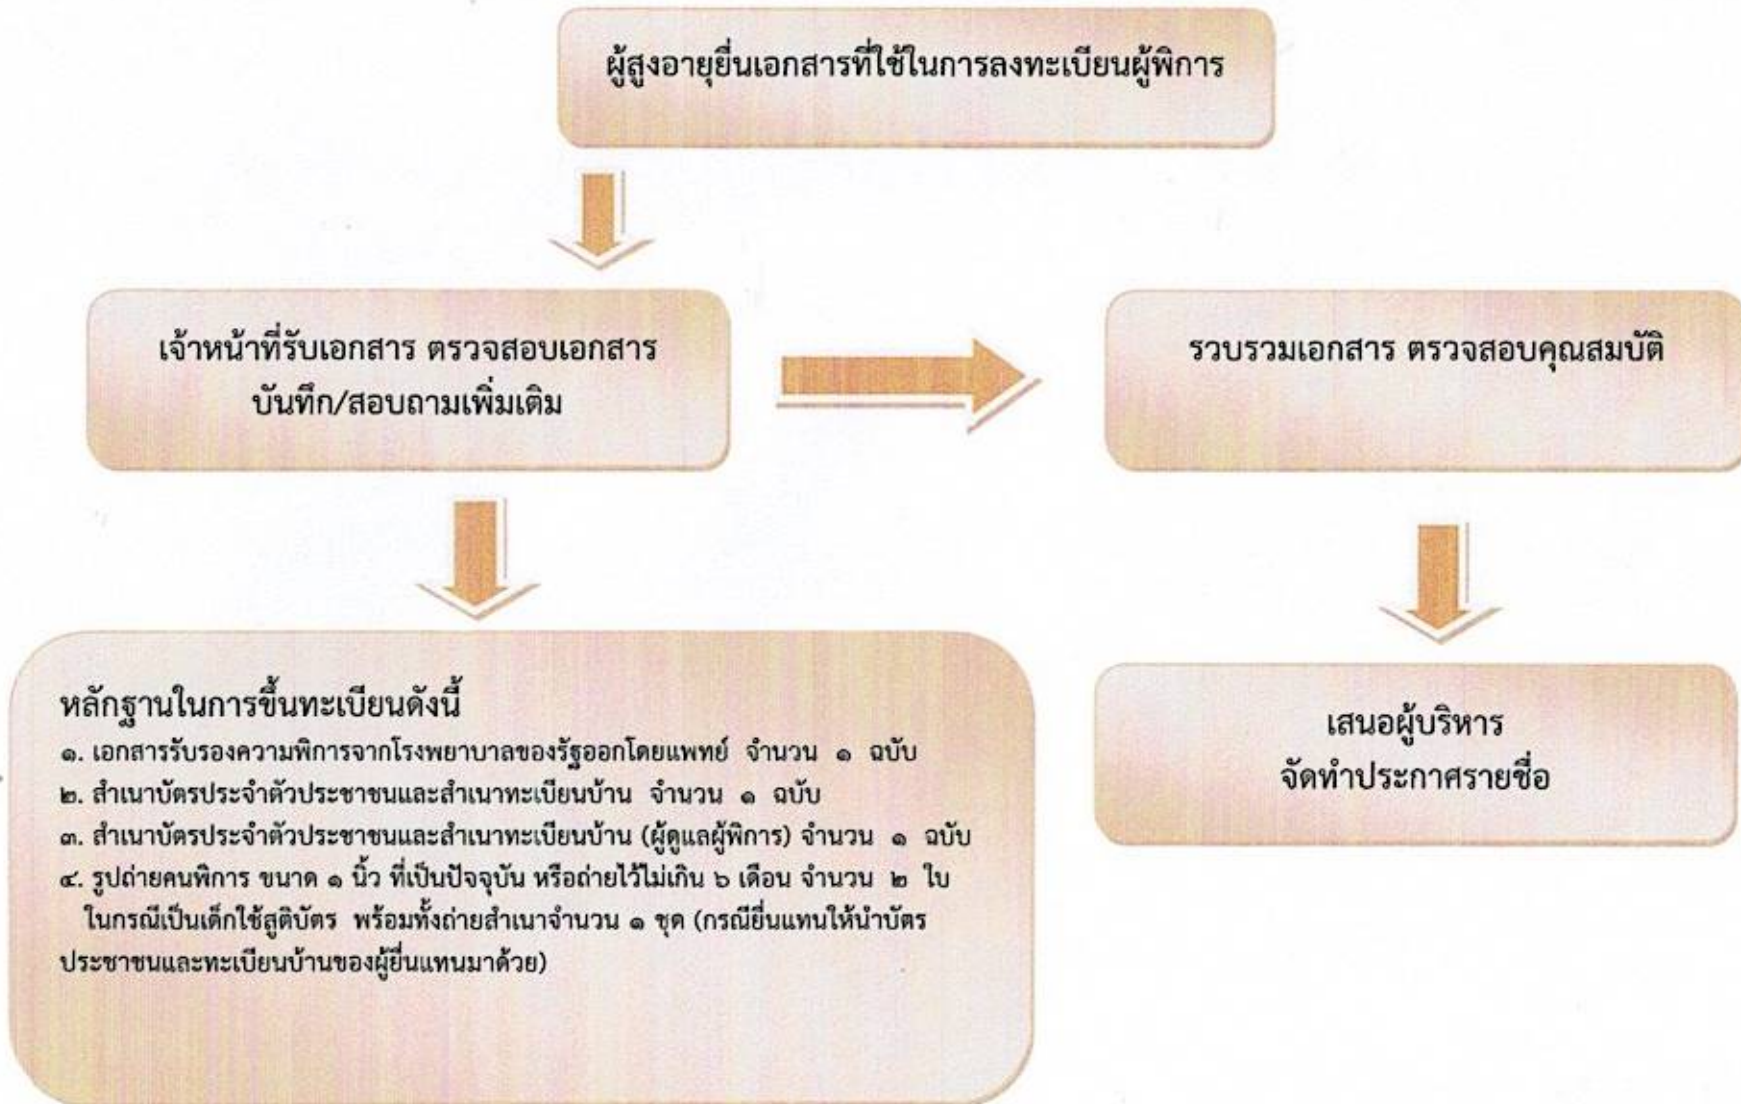 ผู้สูงอายุยื่นเอกสารที่ใช้ในการลงทะเบียนผู้พิการ
เจ้าหน้าที่รับเอกสาร ตรวจสอบเอกสาร
บันทึก/สอบถามเพิ่มเติม
รวบรวมเอกสาร ตรวจสอบคุณสมบัติ
หลักฐานในการขึ้นทะเบียนดังนี้
๑. เอกสารรับรองความพิการจากโรงพยาบาลของรัฐออกโดยแพทย์ จำนวน ๑ ฉบับ
๒. สำเนาบัตรประจำตัวประชาชนและสำเนาทะเบียนบ้าน จำนวน ๑ ฉบับ
๓. สำเนาบัตรประจำตัวประชาชนและสำเนาทะเบียนบ้าน (ผู้ดูแลผู้พิการ) จำนวน ๑ ฉบับ
๔. รูปถ่ายคนพิการ ขนาด ๑ นิ้ว ที่เป็นปัจจุบัน หรือถ่ายไว้ไม่เกิน ๖ เดือน จำนวน ๒ ใบ
ในกรณีเป็นเด็กใช้สูติบัตร พร้อมทั้งถ่ายสำเนาจำนวน ๑ ชุด (กรณียื่นแทนให้นำบัตร
ประชาชนและทะเบียนบ้านของผู้ยื่นแทนมาด้วย)
เสนอผู้บริหาร
จัดทำประกาศรายชื่อ